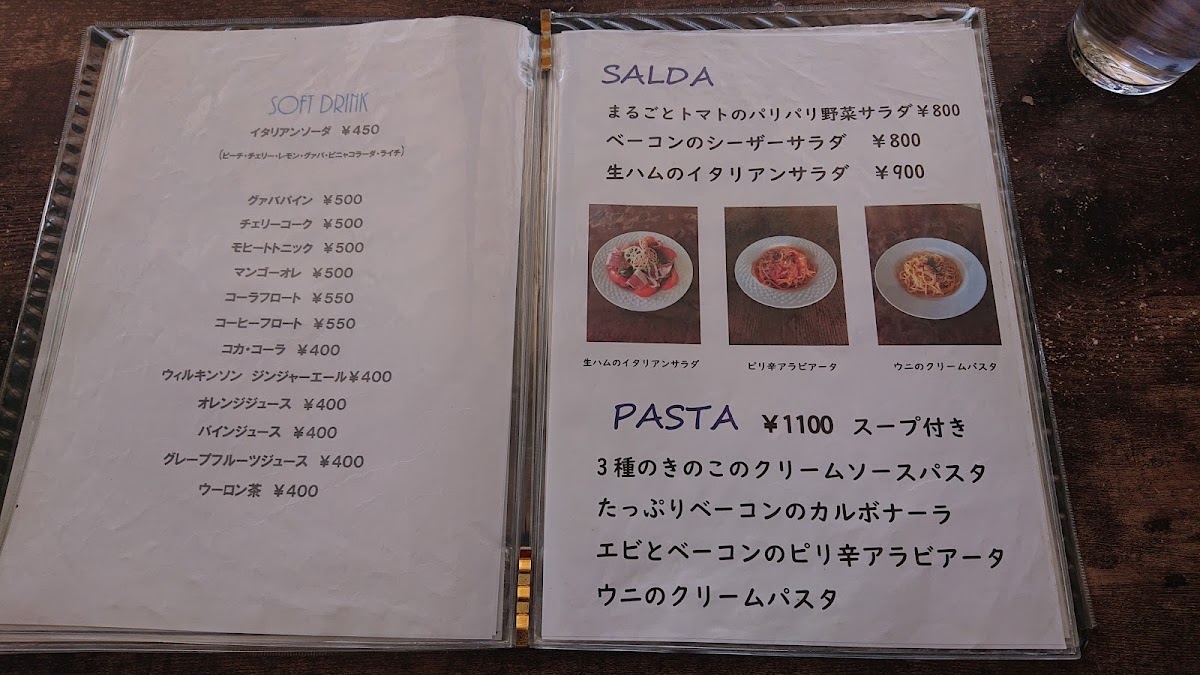 SOFT DRINK
イタリアンソーダ ￥450
(ピーチ・チェリー・レモン・グァバ・ピニャコラーダ・ライチ)
グァバパイン ￥500
チェリーコーク ￥500
モヒートトニック ￥500
マンゴーオレ ￥500
コーラフロート ￥550
コーヒーフロート ￥550
コカ・コーラ ￥400
ウィルキンソン ジンジャーエール￥400
オレンジジュース ￥400
パインジュース ￥400
グレープフルーツジュース ￥400
ウーロン茶 ￥400
SALDA
まるごとトマトのパリパリ野菜サラダ￥800
ベーコンのシーザーサラダ ￥800
生ハムのイタリアンサラダ ￥900
生ハムのイタリアンサラダ
ピリ辛アラビアータ
ウニのクリームパスタ
PASTA ￥1100 スープ付き
3種のきのこのクリームソースパスタ
たっぷりベーコンのカルボナーラ
エビとベーコンのピリ辛アラビアータ
ウニのクリームパスタ